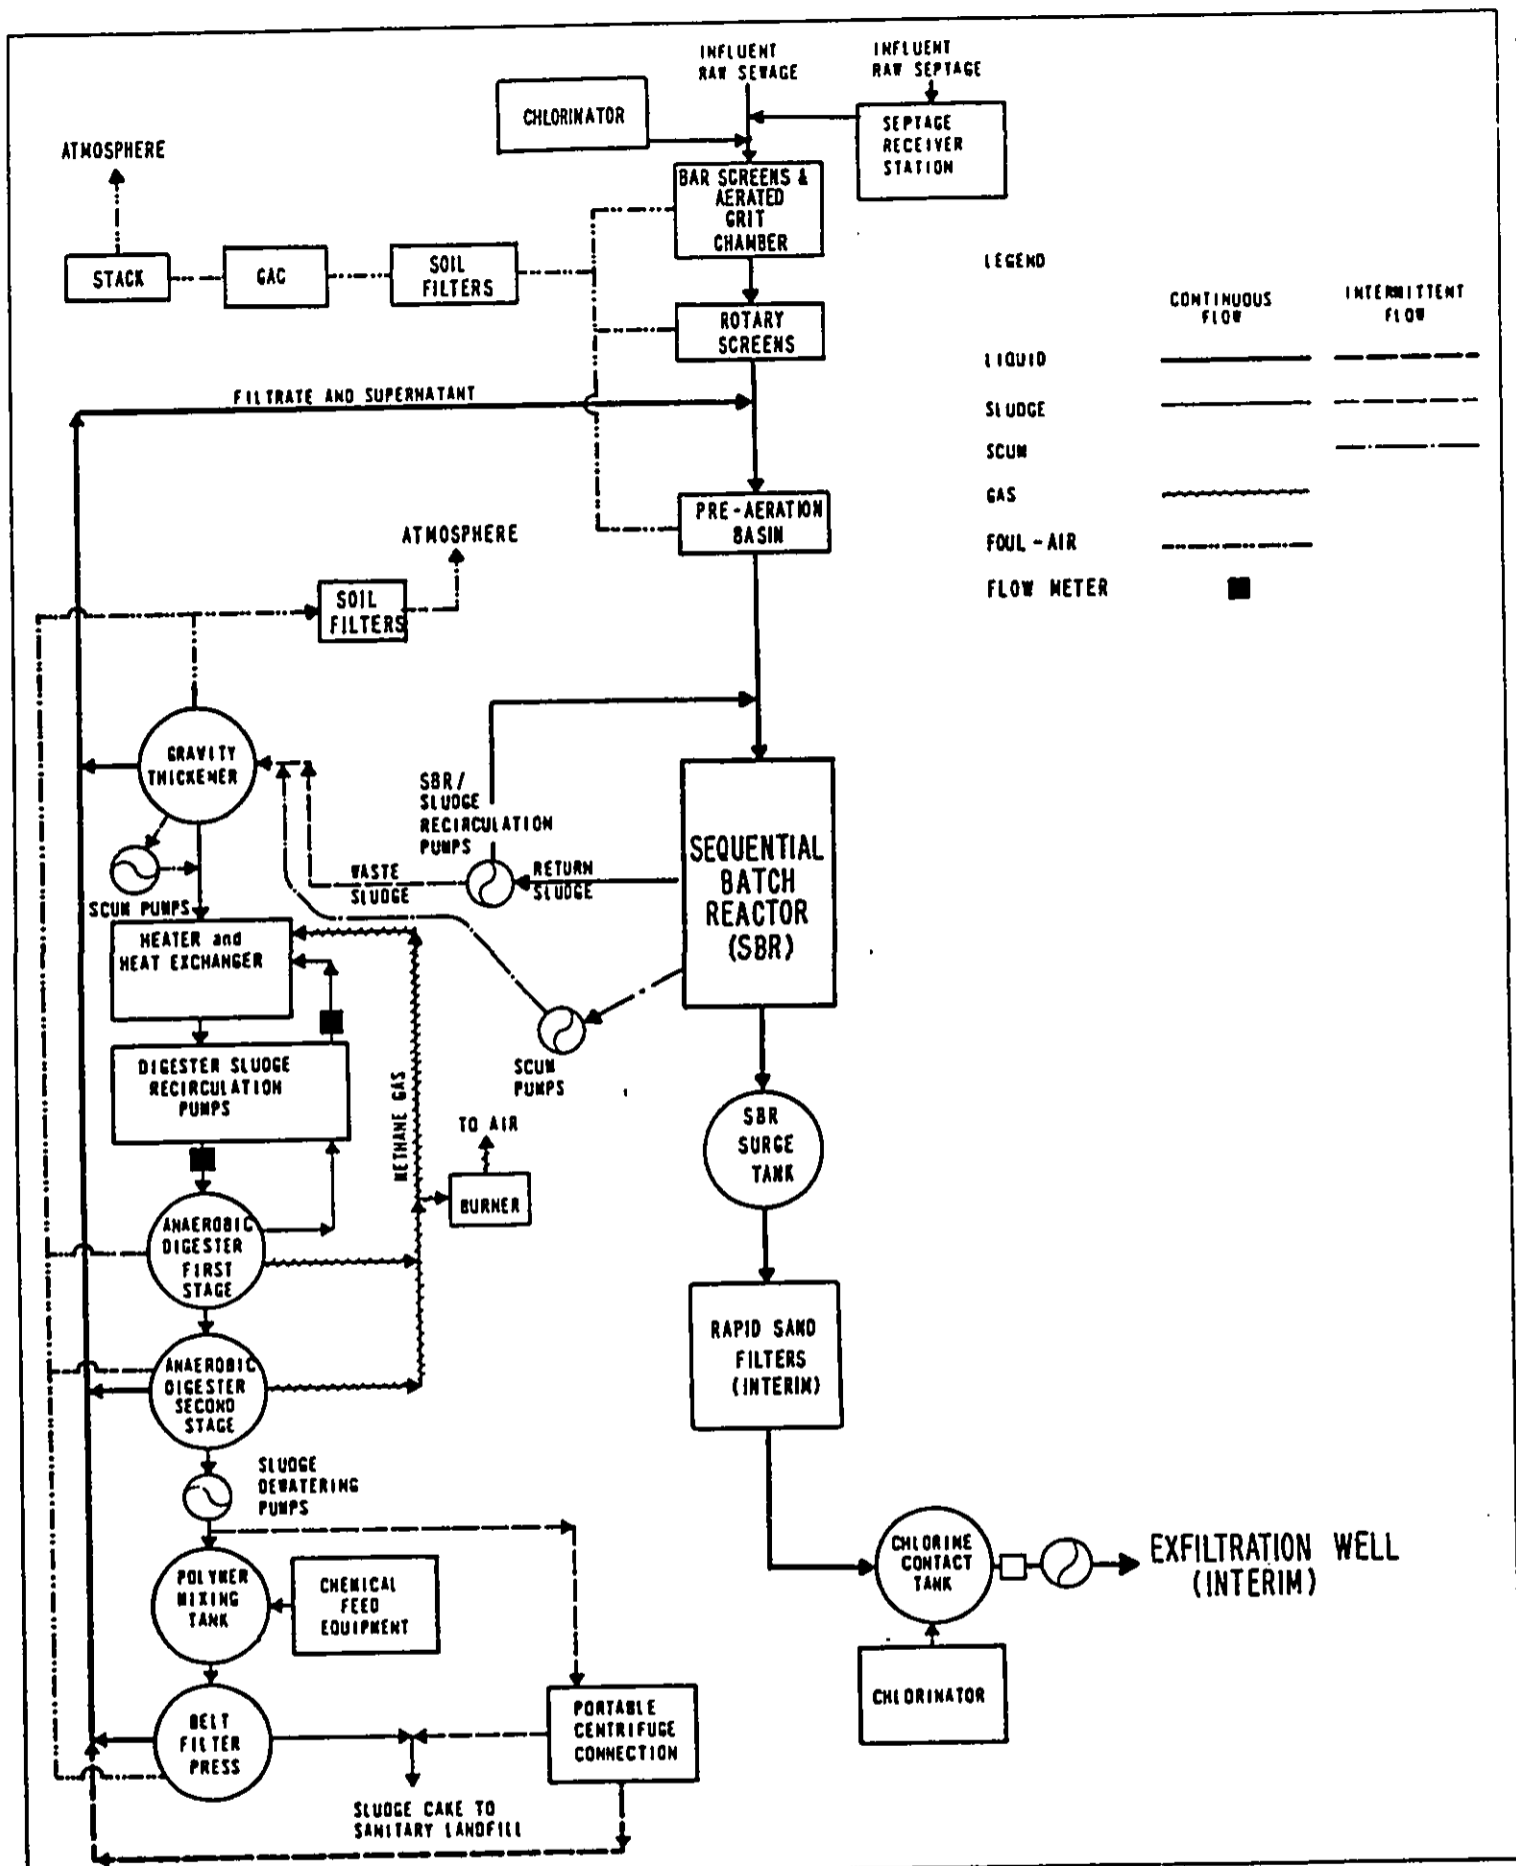 INFLUENT
RAW SEWAGE
INFLUENT
RAW SEPTAGE
CHLORINATOR
SEPTAGE
RECEIVER
STATION
ATMOSPHERE
BAR SCREENS &
AERATED
GRIT
CHAMBER
STACK
GAC
SOIL
FILTERS
LEGEND
CONTINUOUS
FLOW
INTERMITTENT
FLOW
ROTARY
SCREENS
LIQUID
FILTRATE AND SUPERNATANT
SLUDGE
SCUM
GAS
PRE-AERATION
BASIN
FOUL-AIR
ATMOSPHERE
FLOW METER
SOIL
FILTERS
GRAVITY
THICKENER
SBR/
SLUDGE
RECIRCULATION
PUMPS
SEQUENTIAL
BATCH
REACTOR
(SBR)
WASTE
SLUDGE
RETURN
SLUDGE
SCUM PUMPS
HEATER and
HEAT EXCHANGER
SCUM
PUMPS
DIGESTER SLUDGE
RECIRCULATION
PUMPS
METHANE GAS
TO AIR
SBR
SURGE
TANK
BURNER
ANAEROBIC
DIGESTER
FIRST
STAGE
RAPID SAND
FILTERS
(INTERIM)
ANAEROBIC
DIGESTER
SECOND
STAGE
SLUDGE
DEWATERING
PUMPS
CHLORINE
CONTACT
TANK
EXFILTRATION WELL
(INTERIM)
POLYMER
MIXING
TANK
CHEMICAL
FEED
EQUIPMENT
CHLORINATOR
BELT
FILTER
PRESS
PORTABLE
CENTRIFUGE
CONNECTION
SLUDGE CAKE TO
SANITARY LANDFILL